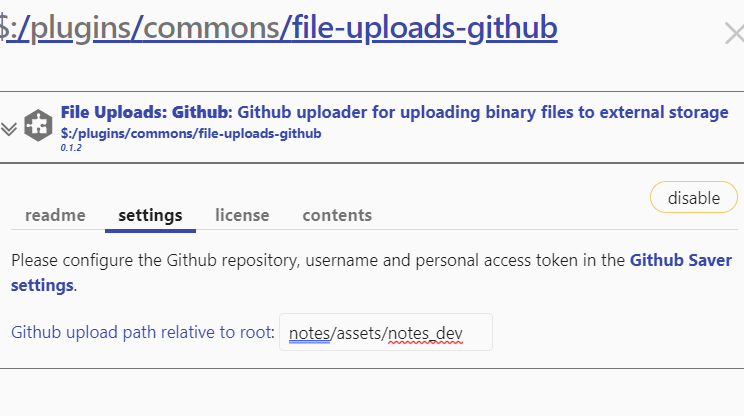 $:/plugins/commons/file-uploads-github
File Uploads: Github: Github uploader for uploading binary files to external storage
$:/plugins/commons/file-uploads-github
0.1.2
disable
readme settings license contents
Please configure the Github repository, username and personal access token in the Github Saver
settings.
Github upload path relative to root: notes/assets/notes_dev